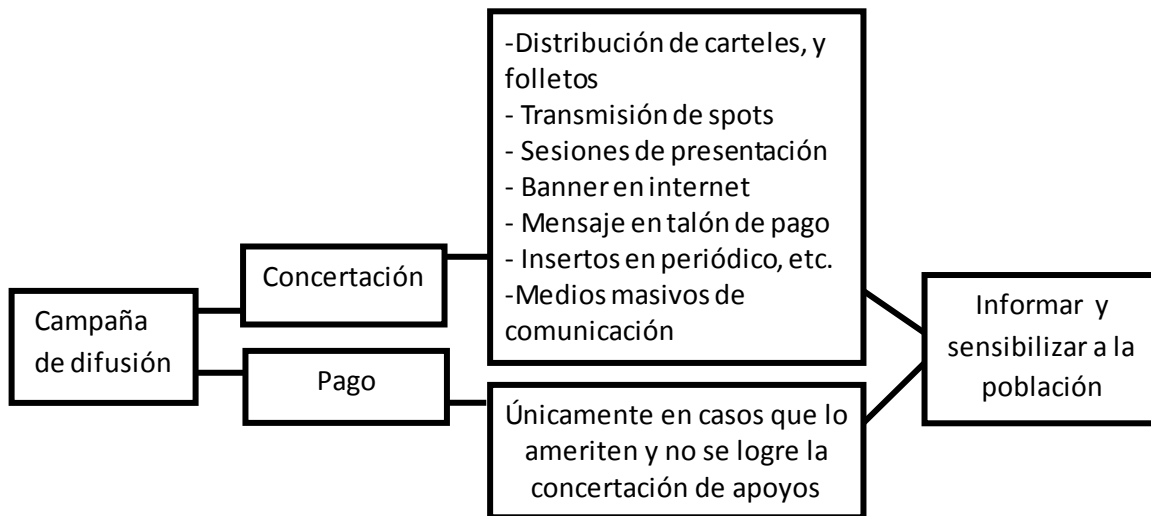 Campaña
de difusión
Concertación
-Distribución de carteles, y
folletos
- Transmisión de spots
- Sesiones de presentación
- Banner en internet
- Mensaje en talón de pago
- Insertos en periódico, etc.
-Medios masivos de
comunicación
Pago
Únicamente en casos que lo
ameriten y no se logre la
concertación de apoyos
Informar y
sensibilizar a la
población